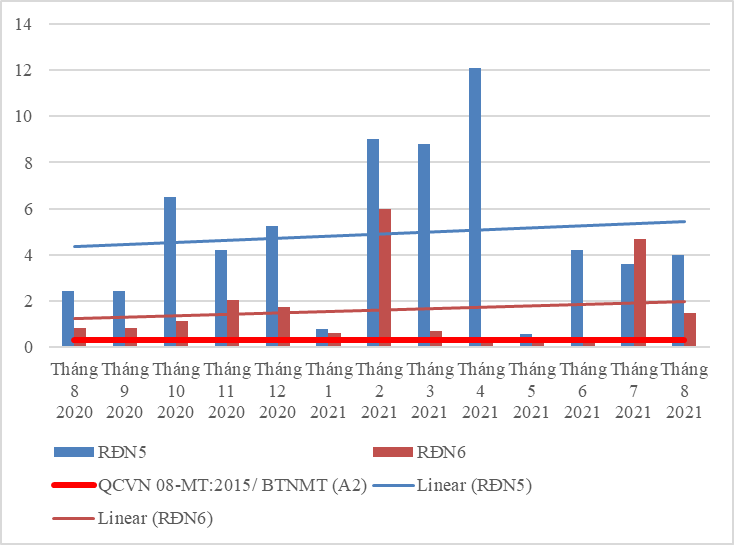 14
12
10
8
6
4
2
0
Tháng Tháng Tháng Tháng Tháng Tháng Tháng Tháng Tháng Tháng Tháng Tháng Tháng
8 9 10 11 12 1 2 3 4 5 6 7 8
2020 2020 2020 2020 2020 2021 2021 2021 2021 2021 2021 2021 2021
RĐN5 RĐN6
QCVN 08-MT:2015/ BTNMT (A2) Linear (RĐN5)
Linear (RĐN6)